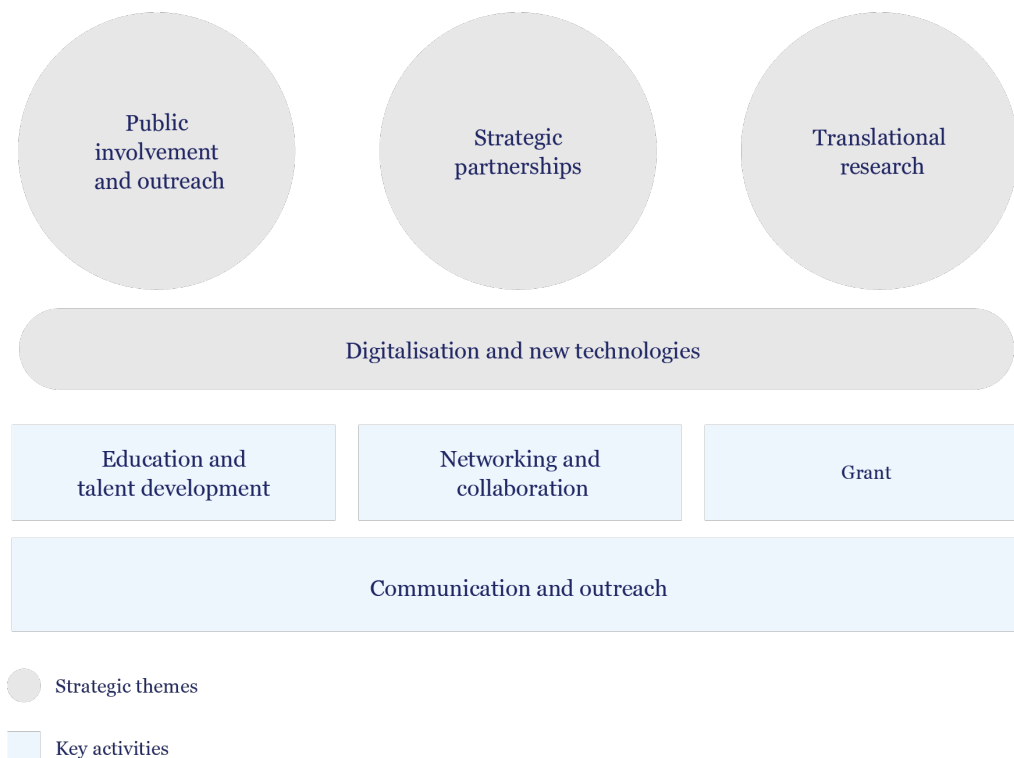 Public
involvement
and outreach
Strategic
partnerships
Translational
research
Digitalisation and new technologies
Education and
talent development
Networking and
collaboration
Grant
Communication and outreach
Strategic themes
Key activities